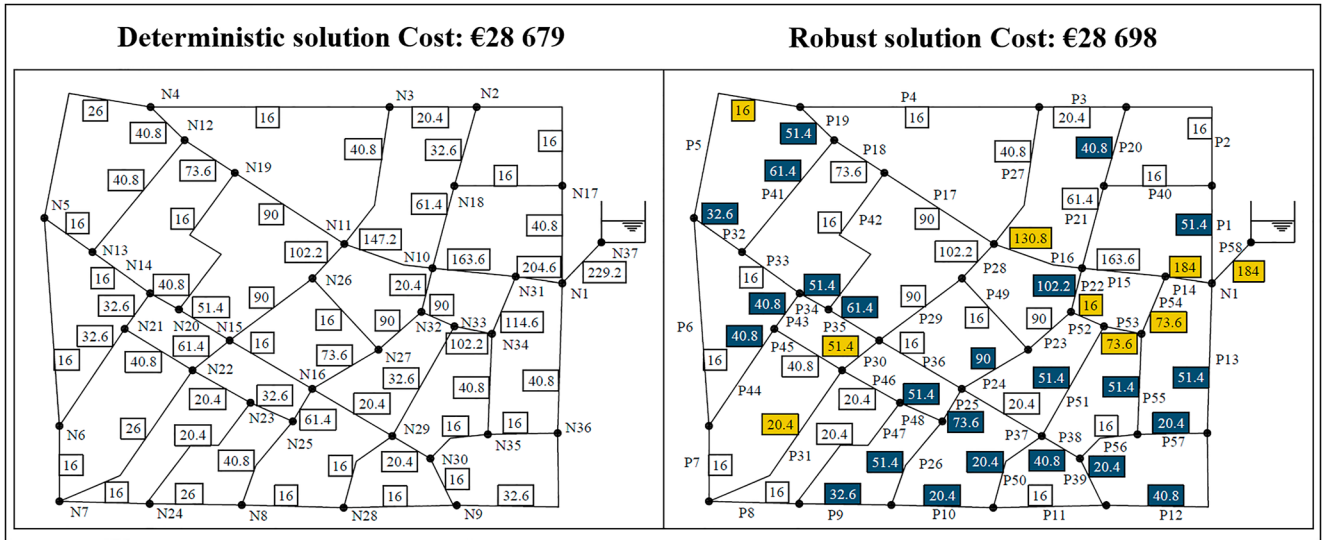 Deterministic solution Cost: €28 679
Robust solution Cost: €28 698
N4
N3
N2
26
16
20.4
40.8
N12
32.6
16
40.8
73.6
N19
16
40.8
N17
N5
16
16
61.4
N18
90
40.8
N11
147.2
N13
102.2
N10
163.6
204.6
N37
229.2
N14
16
40.8
N26
20.4
N31
N1
32.6
51.4
90
90
N21
N20
N15
16
90
N32
N33
114.6
32.6
61.4
16
102.2
N34
16
40.8
N22
73.6
N27
N16
32.6
40.8
40.8
20.4
32.6
N23
61.4
20.4
N6
26
20.4
N25
N29
16
16
N35
N36
16
40.8
16
20.4
N30
16
16
26
16
16
32.6
N7
N24
N8
N28
N9
P4
P3
16
16
20.4
P19
51.4
P27
40.8
40.8
P20
16
P2
P5
P18
61.4
73.6
P41
16
P40
P17
61.4
32.6
16
P42
90
P21
51.4
P1
P32
130.8
P58
P33
102.2
P16
163.6
184
184
16
P28
P15
P14
N1
51.4
102.2
P22
P34
40.8
61.4
90
P49
16
P54
P43
P35
P29
16
90
P52
P53
73.6
P6
40.8
P45
51.4
16
P23
73.6
16
40.8
P30
P36
90
P13
P46
P24
51.4
51.4
51.4
P44
20.4
51.4
P25
20.4
P51
P55
P48
73.6
20.4
20.4
20.4
P47
P37
P38
16
P56
P57
P7
P31
51.4
P26
20.4
40.8
20.4
16
P50
P39
16
32.6
20.4
16
40.8
P8
P9
P10
P11
P12